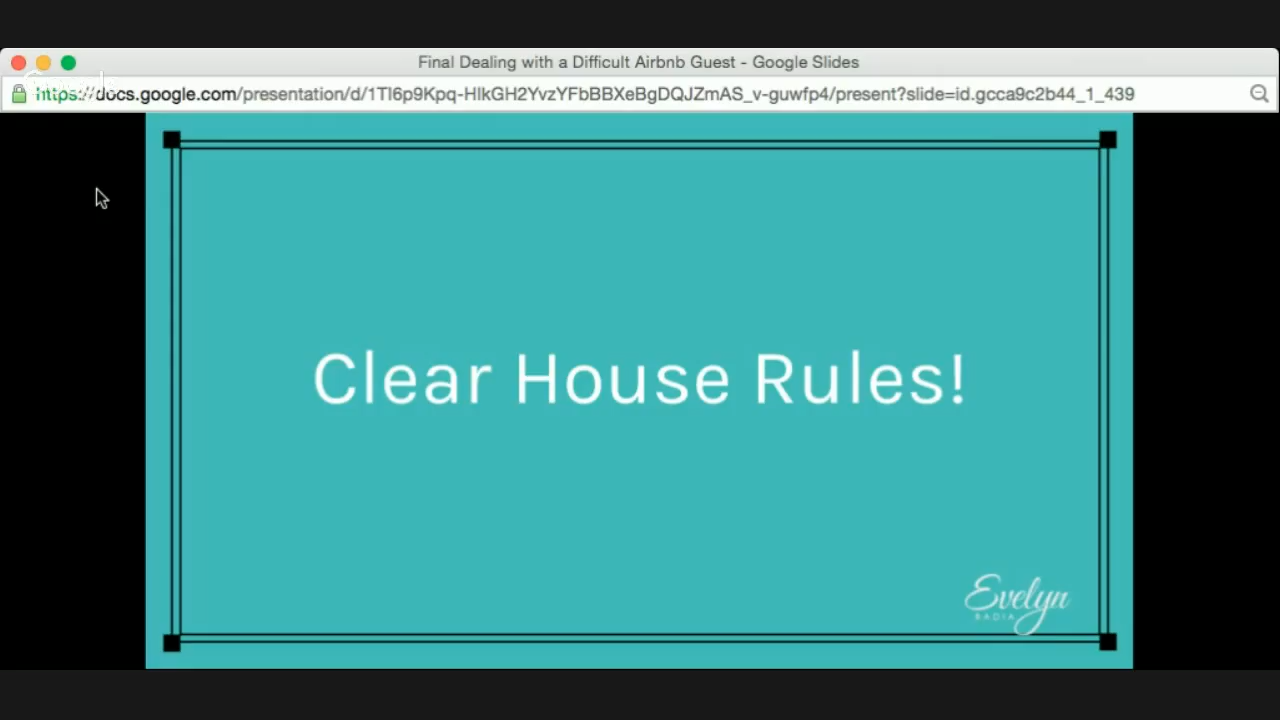 Final Dealing with a Difficult Airbnb Guest - Google Slides
https://docs.google.com/presentation/d/1Tl6p9Kpq-HlkGH2YvzYFbBBXeBgDQJZmAS_v-guwfp4/present?slide=id.gcca9c2b44_1_439
Clear House Rules!
Evelyn
BADIA